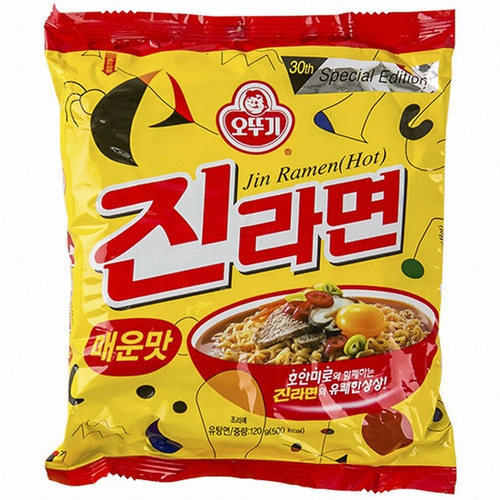 30th Special Edition
오뚜기
®
Jin Ramen(Hot)
진라면
매운맛
호안미로와 함께하는
진라면의 유쾌한상상!
조리예
유탕면/중량:120 g(500 kcal)